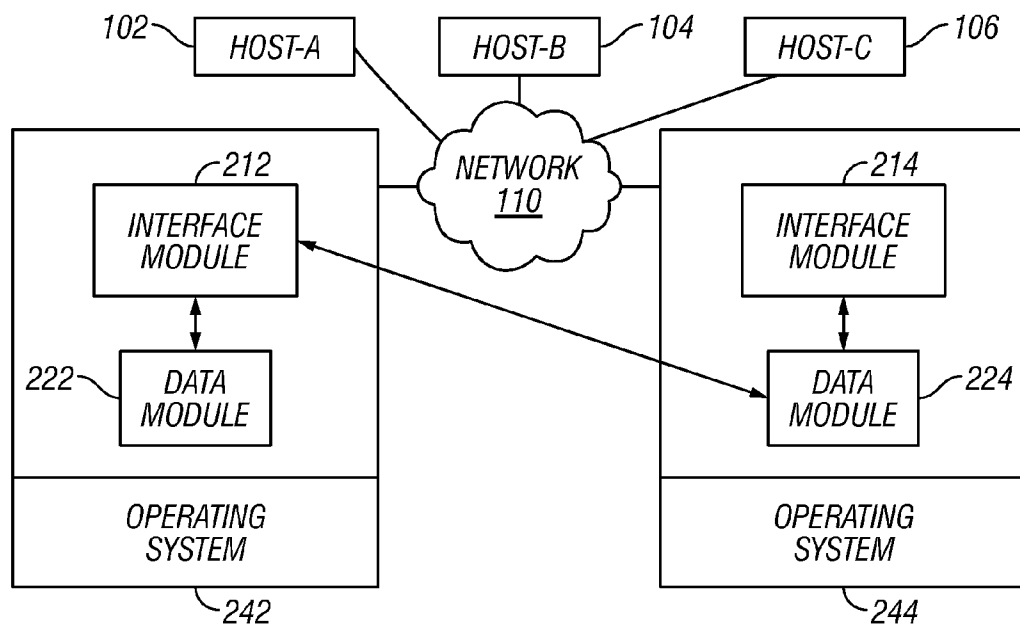 102
HOST-A
HOST-B
104
HOST-C
106
NETWORK
110
212
INTERFACE
MODULE
222
DATA
MODULE
OPERATING
SYSTEM
242
214
INTERFACE
MODULE
DATA
MODULE
224
OPERATING
SYSTEM
244